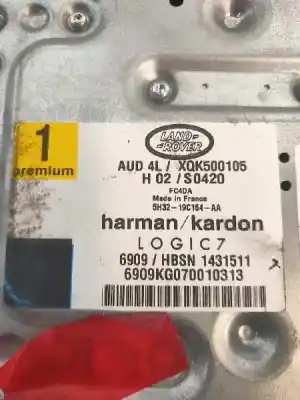 LAND-
ROVER
1
premium
AUD 4L / XQK500105
H 02 / S0420
FC4DA
Made in France
5H32-19C164-AA
harman/kardon
LOGIC7
6909 / HBSN 1431511
6909KG070010313